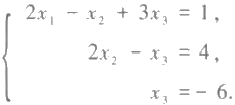 2x₁ − x₂ + 3x₃ = 1,
2x₂ − x₃ = 4,
x₃ = − 6.